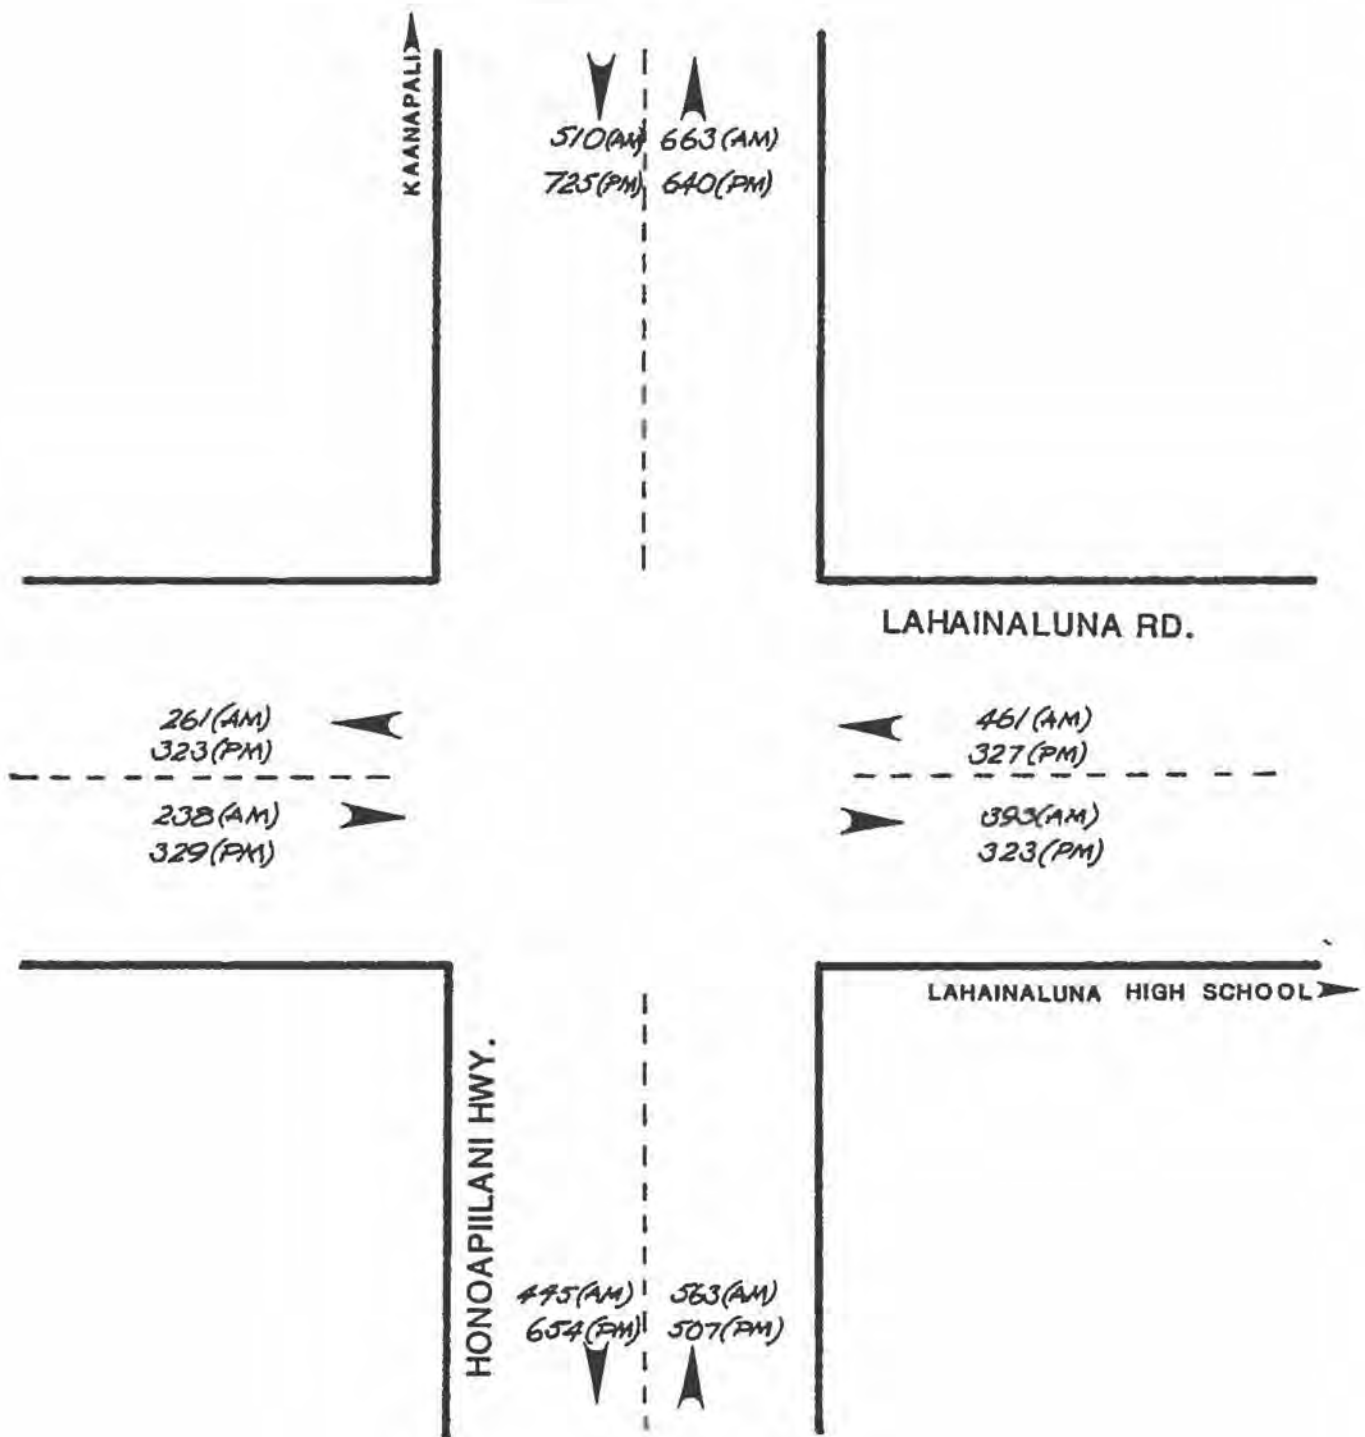 KAANAPALI
510(AM) 663(AM)
725(PM) 640(PM)
LAHAINALUNA RD.
261(AM)
323(PM)
461(AM)
327(PM)
238(AM)
329(PM)
393(AM)
323(PM)
LAHAINALUNA HIGH SCHOOL
HONOAPIILANI HWY.
445(AM) 563(AM)
654(PM) 507(PM)